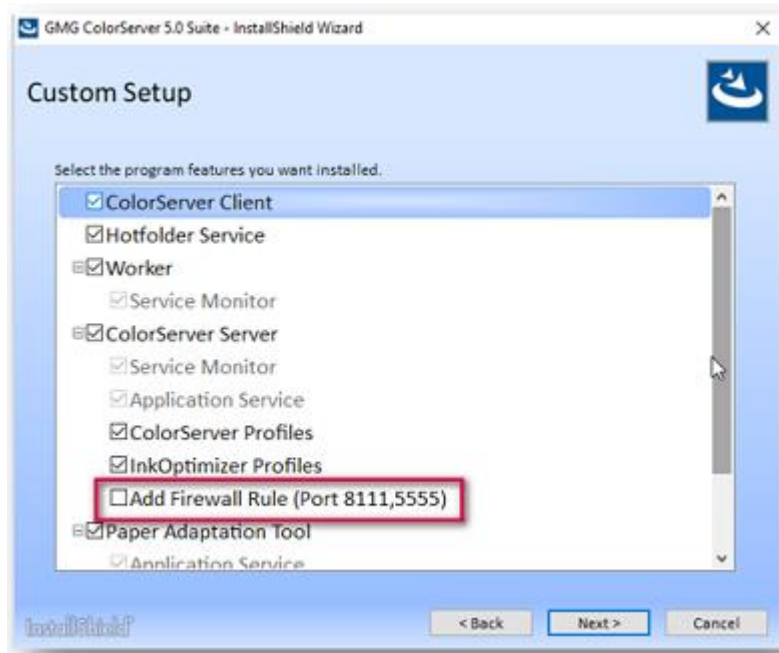 GMG ColorServer 5.0 Suite - InstallShield Wizard
Custom Setup
Select the program features you want installed.
ColorServer Client
Hotfolder Service
Worker
Service Monitor
ColorServer Server
Service Monitor
Application Service
ColorServer Profiles
InkOptimizer Profiles
Add Firewall Rule (Port 8111,5555)
Paper Adaptation Tool
Application Service
InstallShield
< Back Next > Cancel